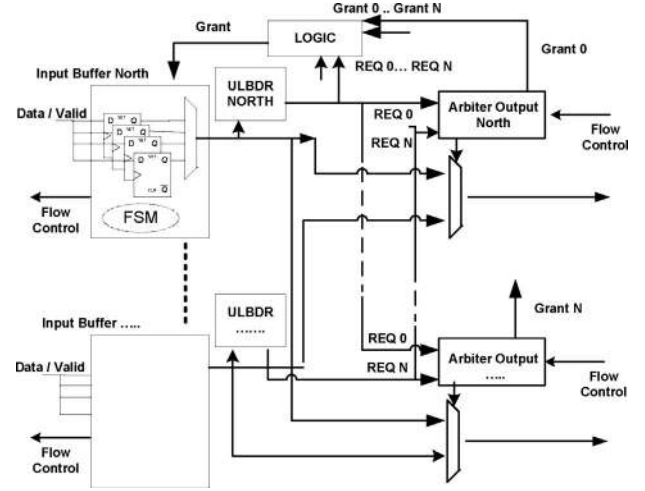 Grant 0 .. Grant N
Grant
LOGIC
Grant 0
Input Buffer North
REQ 0... REQ N
ULBDR
NORTH
Data / Valid
Arbiter Output
North
REQ 0
REQ N
Flow
Control
D SET Q
Flow
Control
FSM
CLR Q
Input Buffer .....
ULBDR
.......
Grant N
REQ 0
Arbiter Output
.....
REQ N
Data / Valid
Flow
Control
Flow
Control